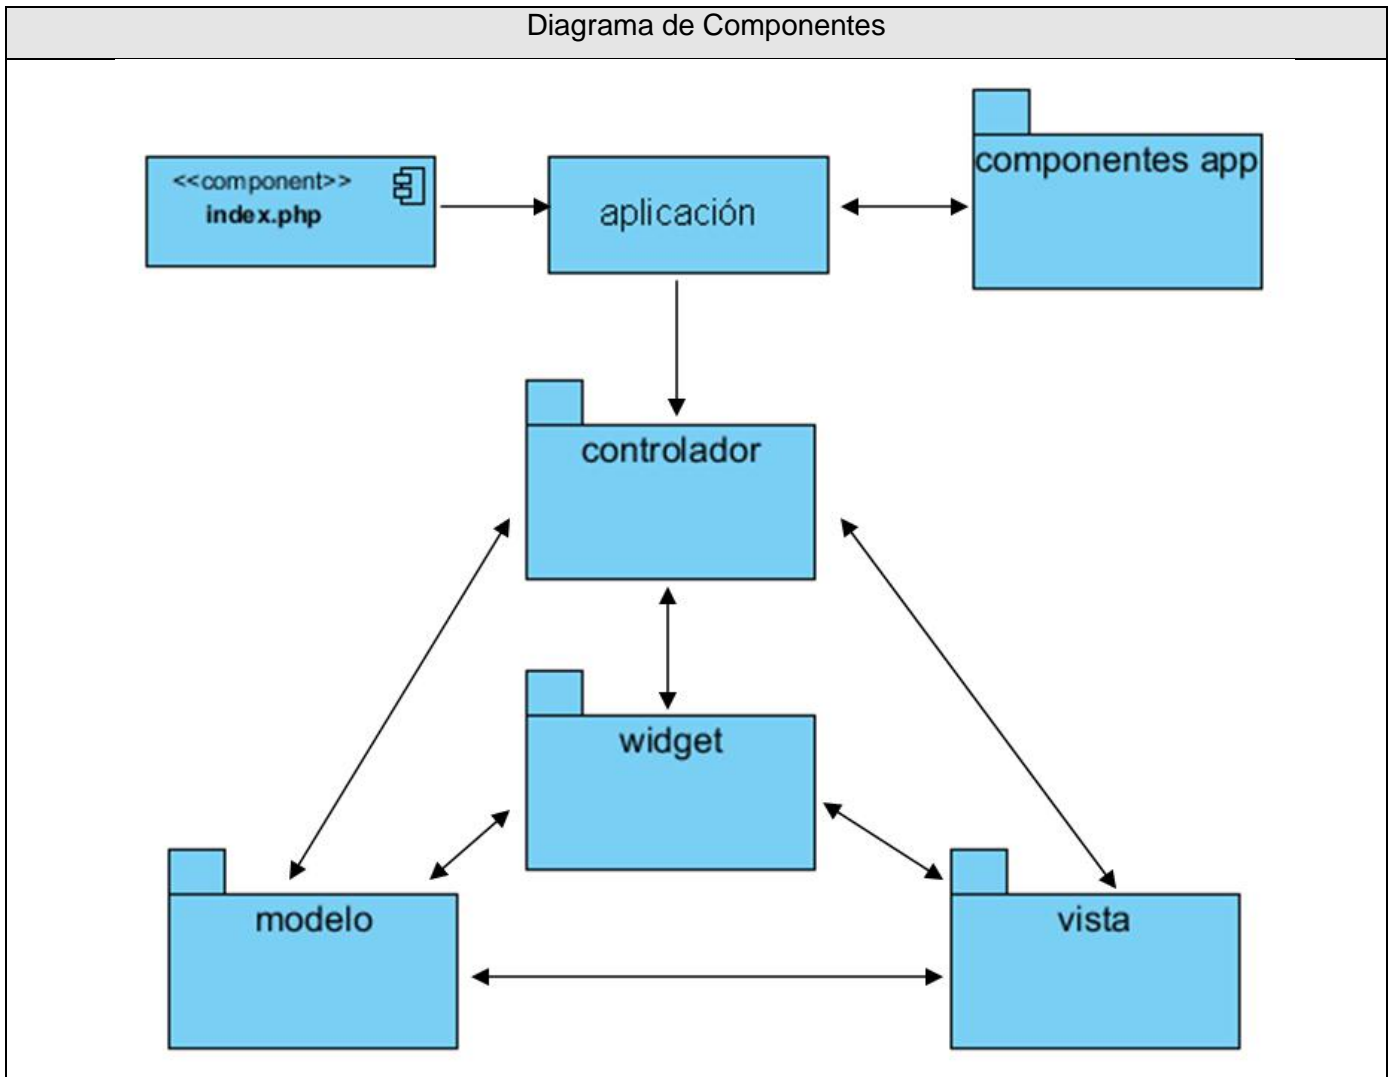 Diagrama de Componentes
<<component>>
index.php
aplicación
componentes app
controlador
widget
modelo
vista